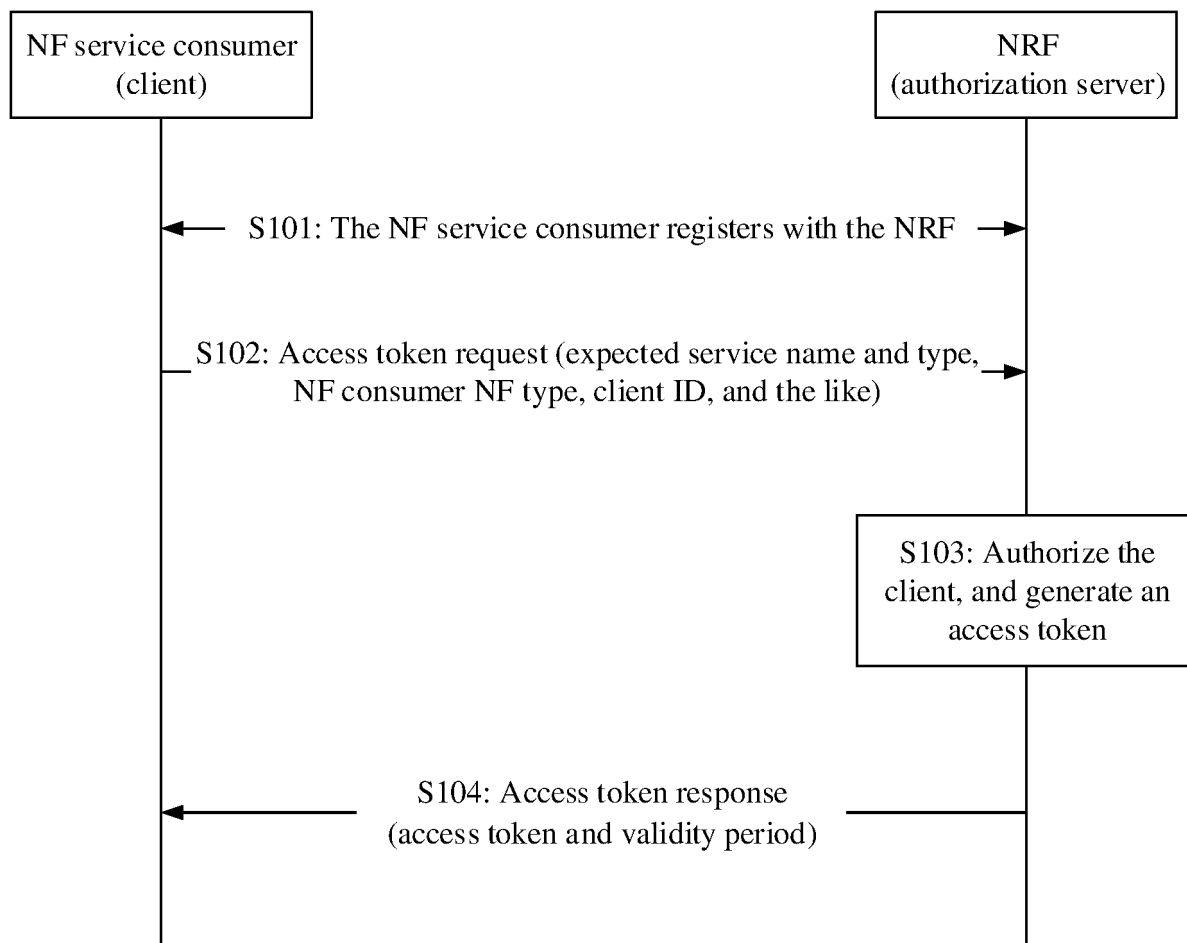 NF service consumer
(client)
NRF
(authorization server)
S101: The NF service consumer registers with the NRF
S102: Access token request (expected service name and type,
NF consumer NF type, client ID, and the like)
S103: Authorize the
client, and generate an
access token
S104: Access token response
(access token and validity period)